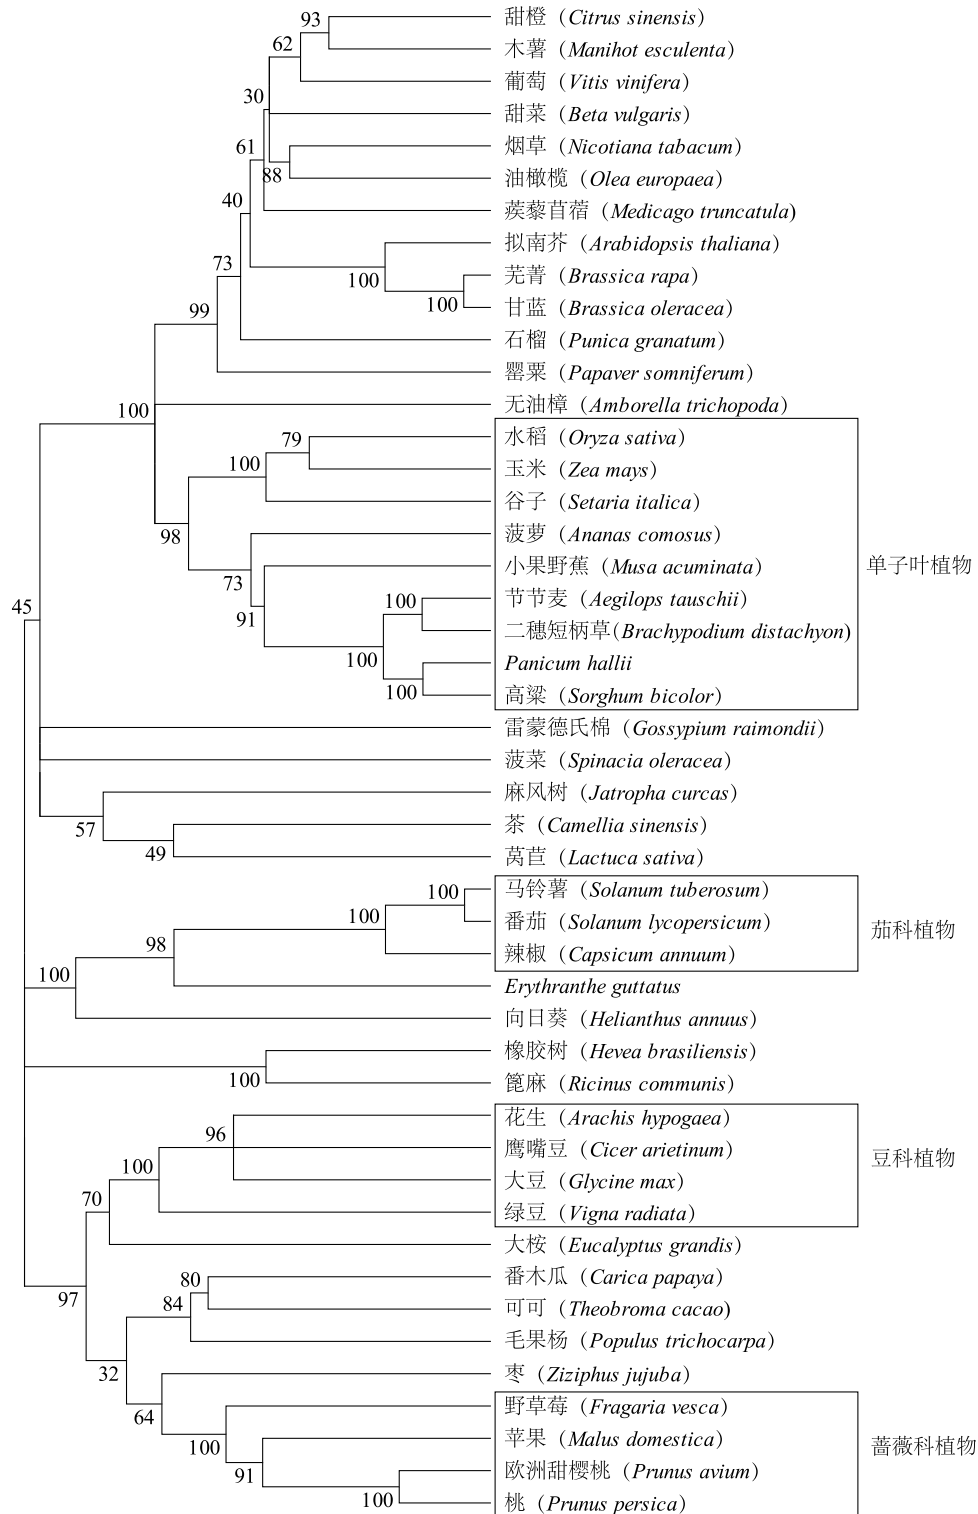 93
甜橙（Citrus sinensis）
62
木薯（Manihot esculenta）
葡萄（Vitis vinifera）
30
甜菜（Beta vulgaris）
61
烟草（Nicotiana tabacum）
88
油橄榄（Olea europaea）
40
蒺藜苜蓿（Medicago truncatula)
拟南芥（Arabidopsis thaliana）
73
100
芜菁（Brassica rapa）
100
甘蓝（Brassica oleracea）
99
石榴（Punica granatum）
罂粟（Papaver somniferum）
100
无油樟（Amborella trichopoda）
79
水稻（Oryza sativa）
100
玉米（Zea mays）
谷子（Setaria italica）
98
菠萝（Ananas comosus）
73
小果野蕉（Musa acuminata）
单子叶植物
45
91
100
节节麦（Aegilops tauschii）
二穗短柄草(Brachypodium distachyon)
100
Panicum hallii
100
高粱（Sorghum bicolor）
雷蒙德氏棉（Gossypium raimondii）
菠菜（Spinacia oleracea）
麻风树（Jatropha curcas）
57
茶（Camellia sinensis）
49
莴苣（Lactuca sativa）
100
马铃薯（Solanum tuberosum）
100
番茄（Solanum lycopersicum）
茄科植物
98
辣椒（Capsicum annuum）
100
Erythranthe guttatus
向日葵（Helianthus annuus）
橡胶树（Hevea brasiliensis）
100
篦麻（Ricinus communis）
花生（Arachis hypogaea）
96
鹰嘴豆（Cicer arietinum）
豆科植物
100
大豆（Glycine max）
70
绿豆（Vigna radiata）
大桉（Eucalyptus grandis）
97
80
番木瓜（Carica papaya）
84
可可（Theobroma cacao)
毛果杨（Populus trichocarpa）
32
枣（Ziziphus jujuba）
64
野草莓（Fragaria vesca）
100
苹果（Malus domestica）
蔷薇科植物
91
欧洲甜樱桃（Prunus avium）
100
桃（Prunus persica）